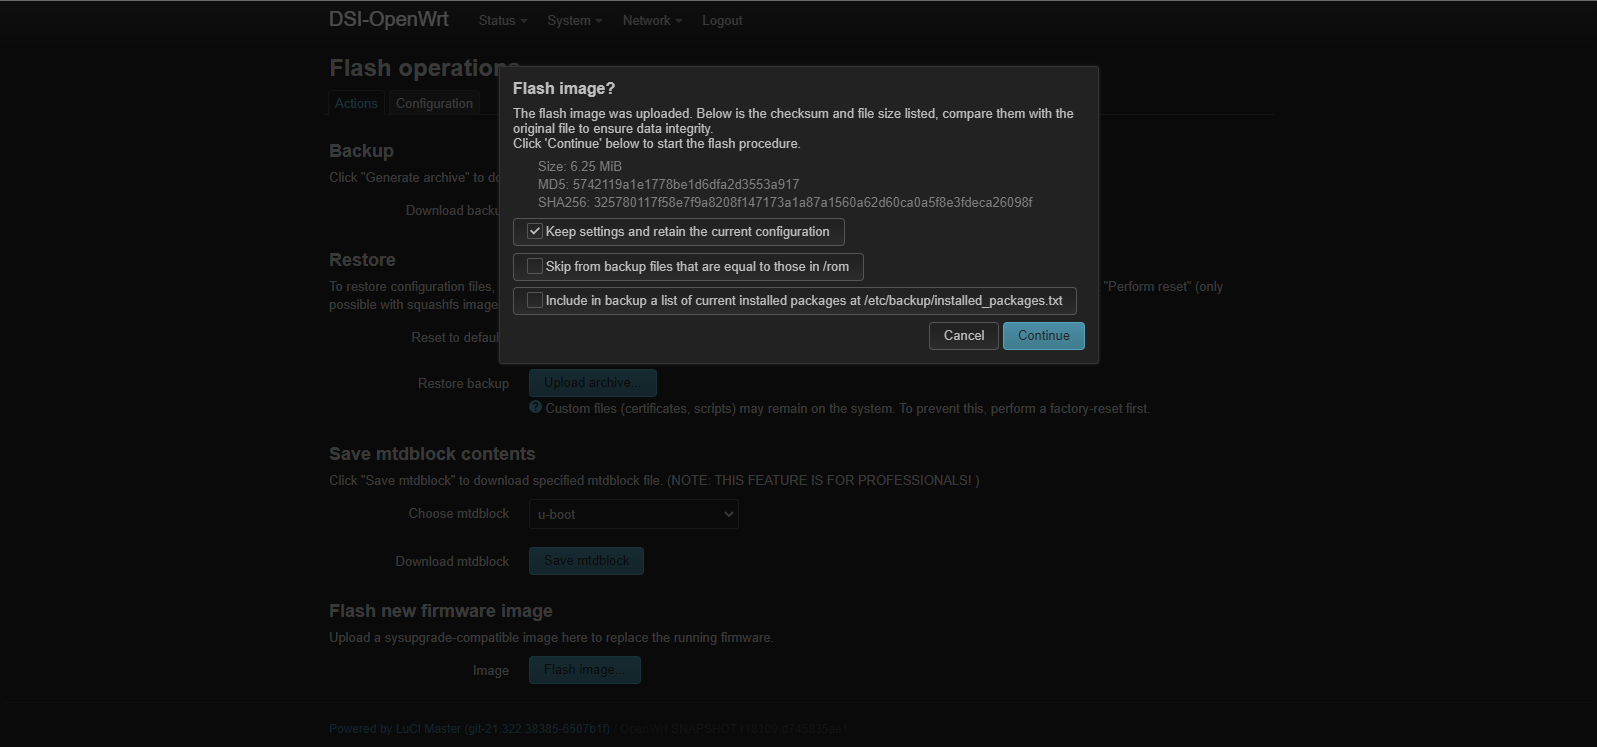 DSI-OpenWrt Status System Network Logout
Flash operations
Actions Configuration
Flash image?
The flash image was uploaded. Below is the checksum and file size listed, compare them with the
original file to ensure data integrity.
Click 'Continue' below to start the flash procedure.
Size: 6.25 MiB
MD5: 5742119a1e1778be1d6dfa2d3553a917
SHA256: 325780117f58e7f9a8208f147173a1a87a1560a62d60ca0a5f8e3fdeca26098f
Keep settings and retain the current configuration
Skip from backup files that are equal to those in /rom
Include in backup a list of current installed packages at /etc/backup/installed_packages.txt
Cancel Continue
Backup
Click "Generate archive" to do
Download backu
Restore
To restore configuration files, "Perform reset" (only
possible with squashfs image
Reset to defaul
Restore backup Upload archive...
Custom files (certificates, scripts) may remain on the system. To prevent this, perform a factory-reset first.
Save mtdblock contents
Click "Save mtdblock" to download specified mtdblock file. (NOTE: THIS FEATURE IS FOR PROFESSIONALS! )
Choose mtdblock u-boot
Download mtdblock Save mtdblock
Flash new firmware image
Upload a sysupgrade-compatible image here to replace the running firmware.
Image Flash image...
Powered by LuCI Master (git-21.322.38385-6507b1f) / OpenWrt SNAPSHOT